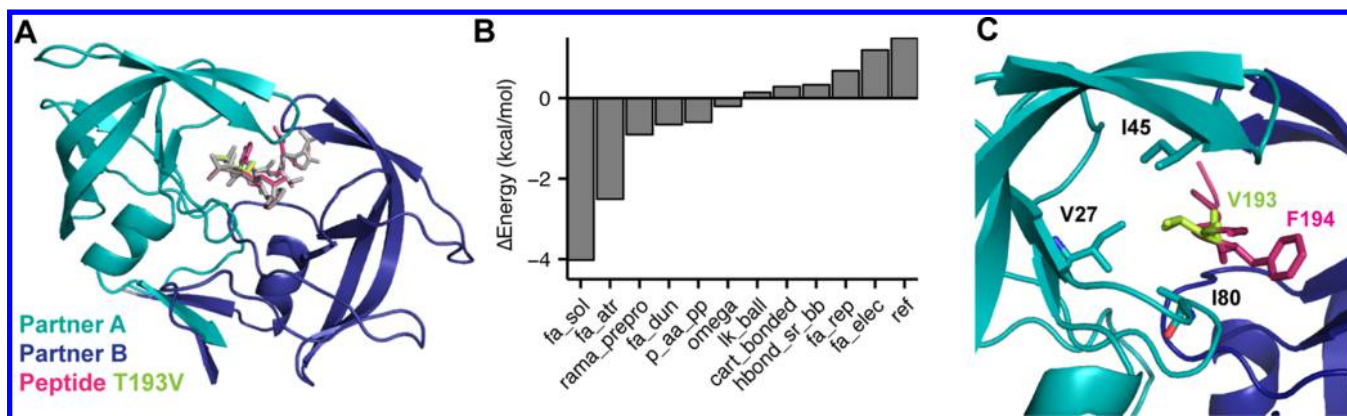 A
Partner A
Partner B
Peptide T193V
B
ΔEnergy (kcal/mol)
0
−2
−4
fa_sol
fa_atr
rama_prepro
fa_dun
p_aa_pp
omega
lk_ball
cart_bonded
hbond_sr_bb
fa_rep
fa_elec
ref
C
I45
V27
V193
F194
I80